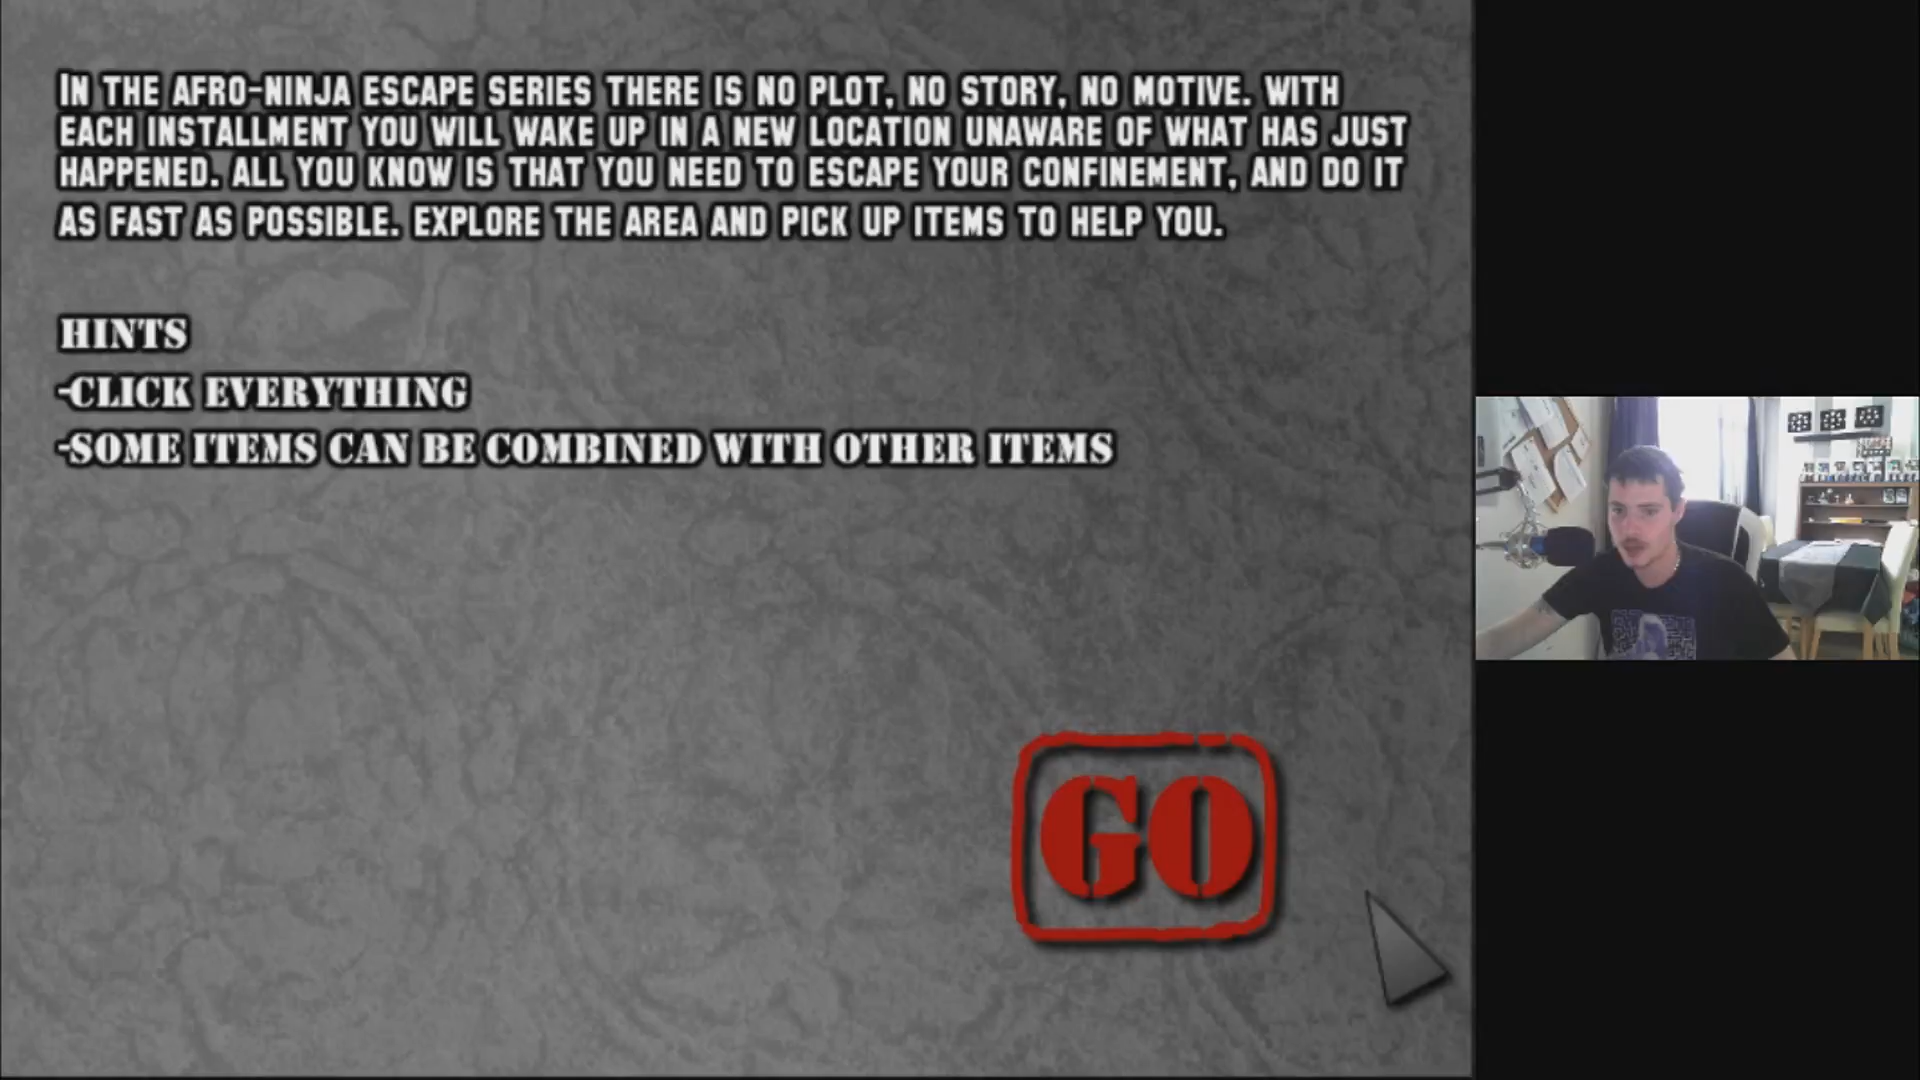 IN THE AFRO-NINJA ESCAPE SERIES THERE IS NO PLOT, NO STORY, NO MOTIVE. WITH
EACH INSTALLMENT YOU WILL WAKE UP IN A NEW LOCATION UNAWARE OF WHAT HAS JUST
HAPPENED. ALL YOU KNOW IS THAT YOU NEED TO ESCAPE YOUR CONFINEMENT, AND DO IT
AS FAST AS POSSIBLE. EXPLORE THE AREA AND PICK UP ITEMS TO HELP YOU.
HINTS
-CLICK EVERYTHING
-SOME ITEMS CAN BE COMBINED WITH OTHER ITEMS
GO